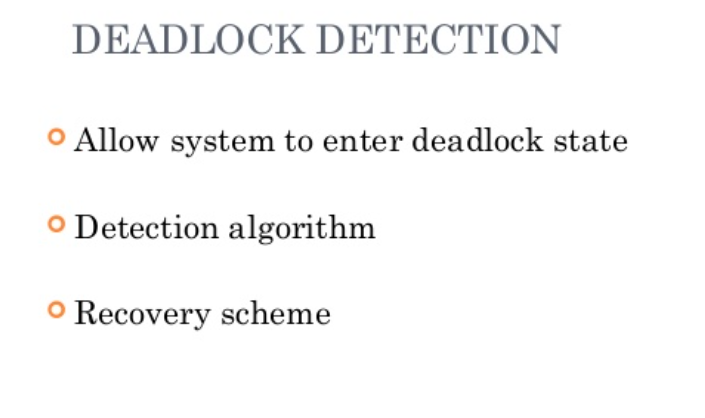 DEADLOCK DETECTION
Allow system to enter deadlock state
Detection algorithm
Recovery scheme